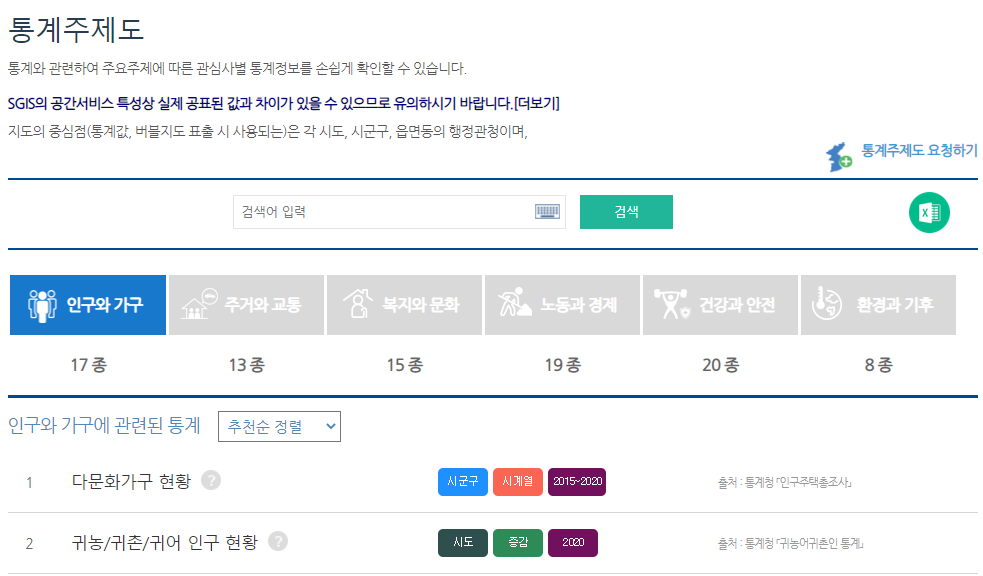 통계주제도
통계와 관련하여 주요주제에 따른 관심사별 통계정보를 손쉽게 확인할 수 있습니다.
SGIS의 공간서비스 특성상 실제 공표된 값과 차이가 있을 수 있으므로 유의하시기 바랍니다.[더보기]
지도의 중심점(통계값, 버블지도 표출 시 사용되는)은 각 시도, 시군구, 읍면동의 행정관청이며,
통계주제도 요청하기
검색어 입력 검색
인구와 가구 주거와 교통 복지와 문화 노동과 경제 건강과 안전 환경과 기후
17 종 13 종 15 종 19 종 20 종 8 종
인구와 가구에 관련된 통계 추천순 정렬
1 다문화가구 현황 ? 시군구 시계열 2015~2020 출처 : 통계청 「인구주택총조사」
2 귀농/귀촌/귀어 인구 현황 ? 시도 증감 2020 출처 : 통계청 「귀농어귀촌인 통계」